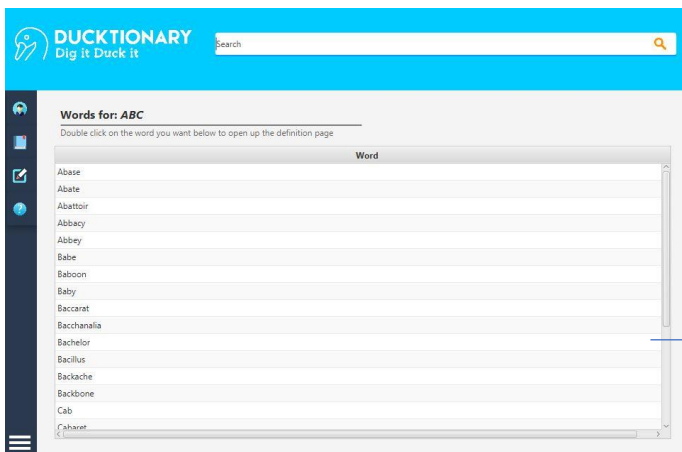 DUCKTIONARY
Dig it Duck it
Search
Words for: ABC
Double click on the word you want below to open up the definition page
Word
Abase
Abate
Abattoir
Abbacy
Abbey
Babe
Baboon
Baby
Baccarat
Bacchanalia
Bachelor
Bacillus
Backache
Backbone
Cab
Cabaret